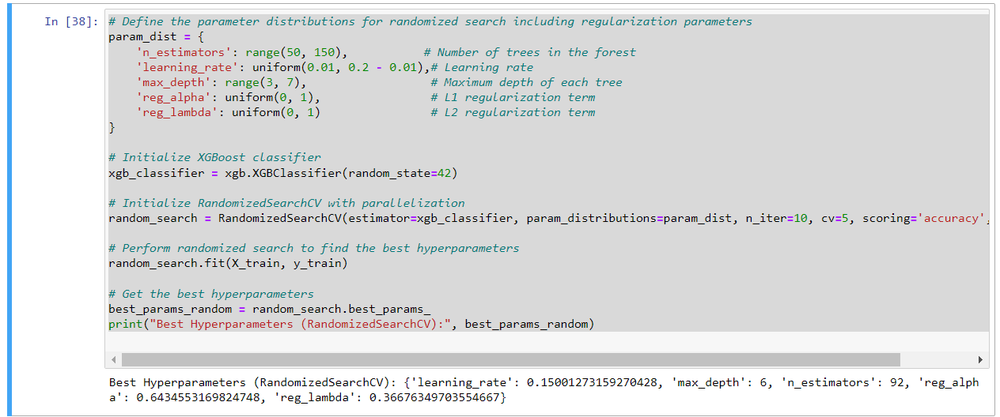 In [38]:
# Define the parameter distributions for randomized search including regularization parameters
param_dist = {
    'n_estimators': range(50, 150),           # Number of trees in the forest
    'learning_rate': uniform(0.01, 0.2 - 0.01),# Learning rate
    'max_depth': range(3, 7),                  # Maximum depth of each tree
    'reg_alpha': uniform(0, 1),                # L1 regularization term
    'reg_lambda': uniform(0, 1)                # L2 regularization term
}
# Initialize XGBoost classifier
xgb_classifier = xgb.XGBClassifier(random_state=42)
# Initialize RandomizedSearchCV with parallelization
random_search = RandomizedSearchCV(estimator=xgb_classifier, param_distributions=param_dist, n_iter=10, cv=5, scoring='accuracy',
# Perform randomized search to find the best hyperparameters
random_search.fit(X_train, y_train)
# Get the best hyperparameters
best_params_random = random_search.best_params_
print("Best Hyperparameters (RandomizedSearchCV):", best_params_random)
Best Hyperparameters (RandomizedSearchCV): {'learning_rate': 0.15001273159270428, 'max_depth': 6, 'n_estimators': 92, 'reg_alph
a': 0.6434553169824748, 'reg_lambda': 0.36676349703554667}